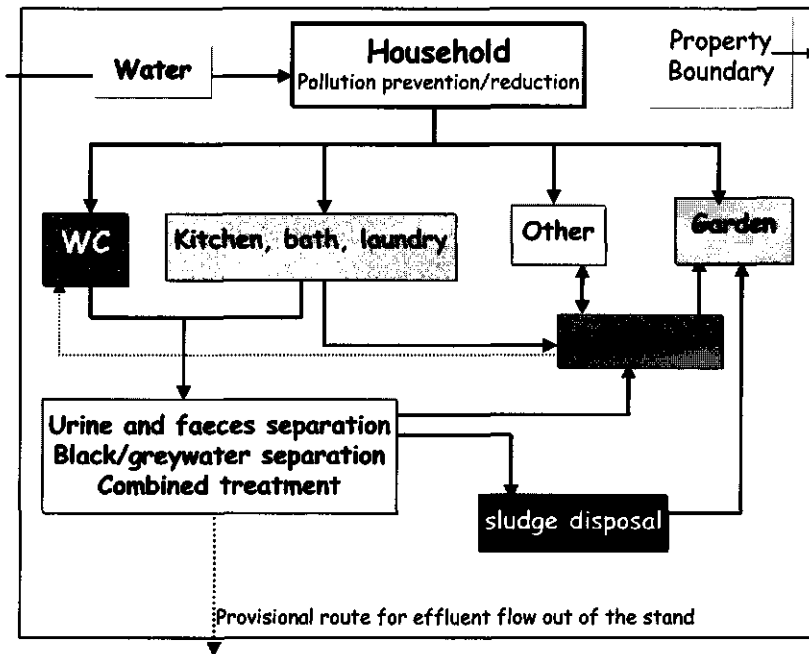 Water
Household
Pollution prevention/reduction
Property
Boundary
WC
Kitchen, bath, laundry
Other
Garden
Urine and faeces separation
Black/greywater separation
Combined treatment
sludge disposal
Provisional route for effluent flow out of the stand